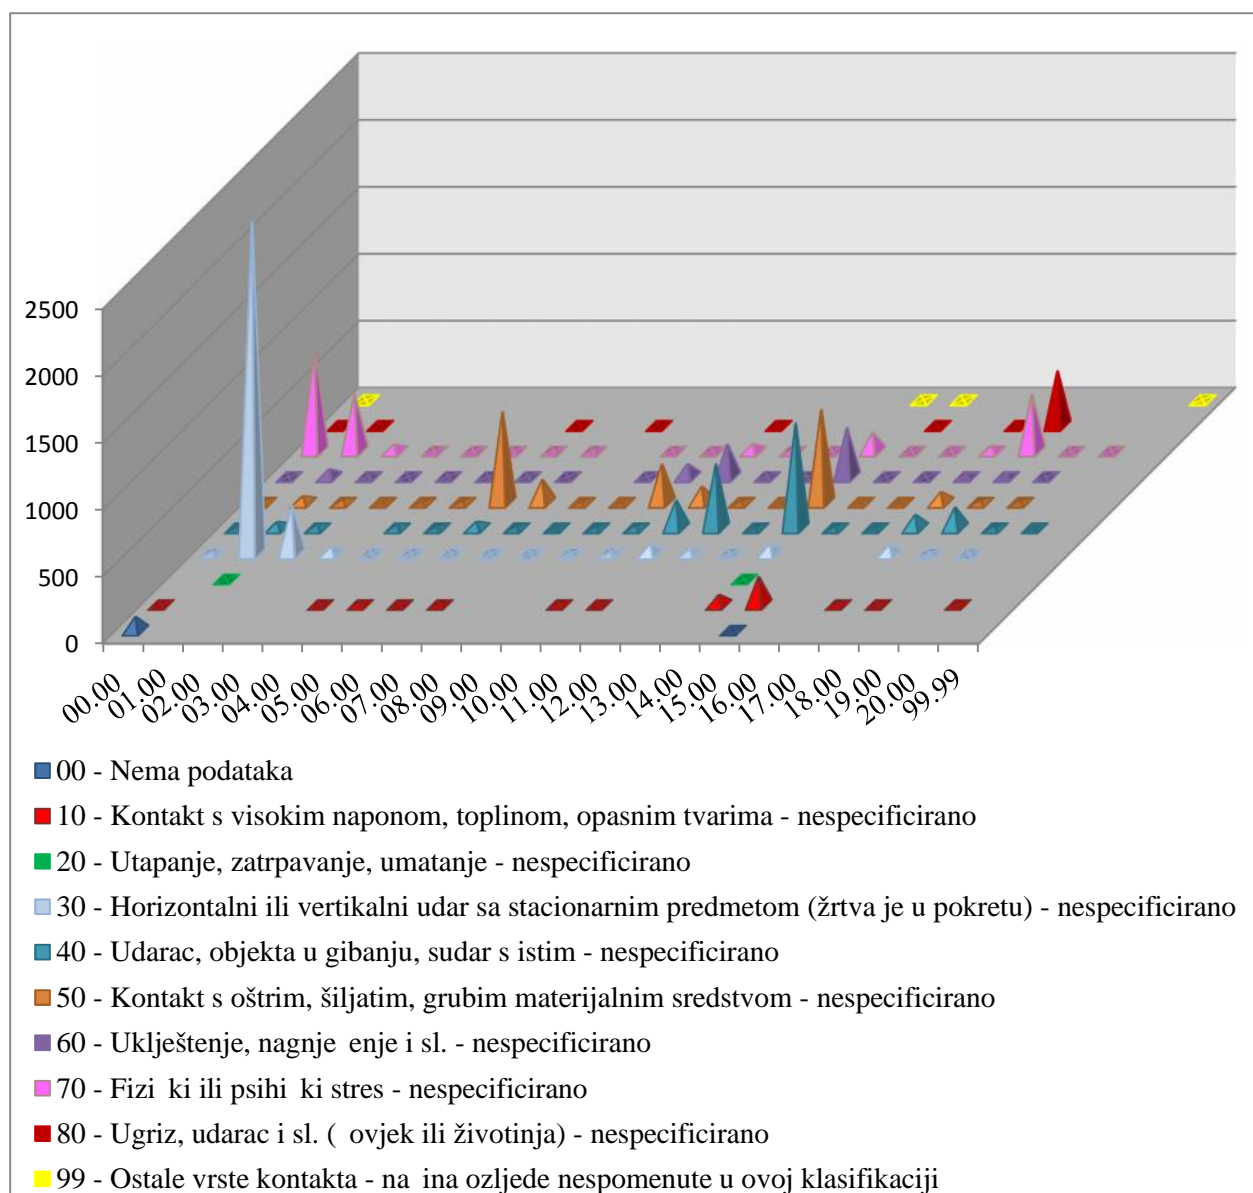 2500
2000
1500
1000
500
0
00.00 01.00 02.00 03.00 04.00 05.00 06.00 07.00 08.00 09.00 10.00 11.00 12.00 13.00 14.00 15.00 16.00 17.00 18.00 19.00 20.00 99.99
00 - Nema podataka
10 - Kontakt s visokim naponom, toplinom, opasnim tvarima - nespecificirano
20 - Utapanje, zatrpavanje, umatanje - nespecificirano
30 - Horizontalni ili vertikalni udar sa stacionarnim predmetom (žrtva je u pokretu) - nespecificirano
40 - Udarac, objekta u gibanju, sudar s istim - nespecificirano
50 - Kontakt s oštrim, šiljatim, grubim materijalnim sredstvom - nespecificirano
60 - Uklještenje, nagnje enje i sl. - nespecificirano
70 - Fizi ki ili psihi ki stres - nespecificirano
80 - Ugriz, udarac i sl. ( ovjek ili životinja) - nespecificirano
99 - Ostale vrste kontakta - na ina ozljede nespomenute u ovoj klasifikaciji